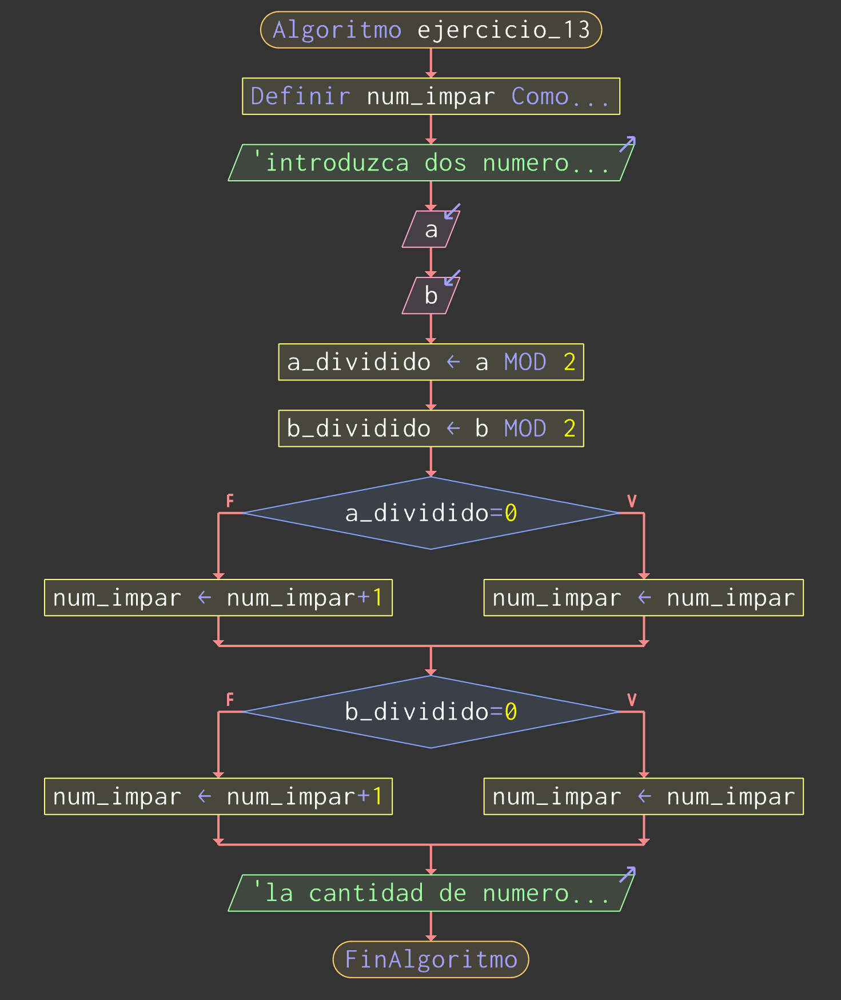 Algoritmo ejercicio_13
Definir num_impar Como...
'introduzca dos numero...
a
b
a_dividido ← a MOD 2
b_dividido ← b MOD 2
F
V
a_dividido=0
num_impar ← num_impar+1
num_impar ← num_impar
F
V
b_dividido=0
num_impar ← num_impar+1
num_impar ← num_impar
'la cantidad de numero...
FinAlgoritmo